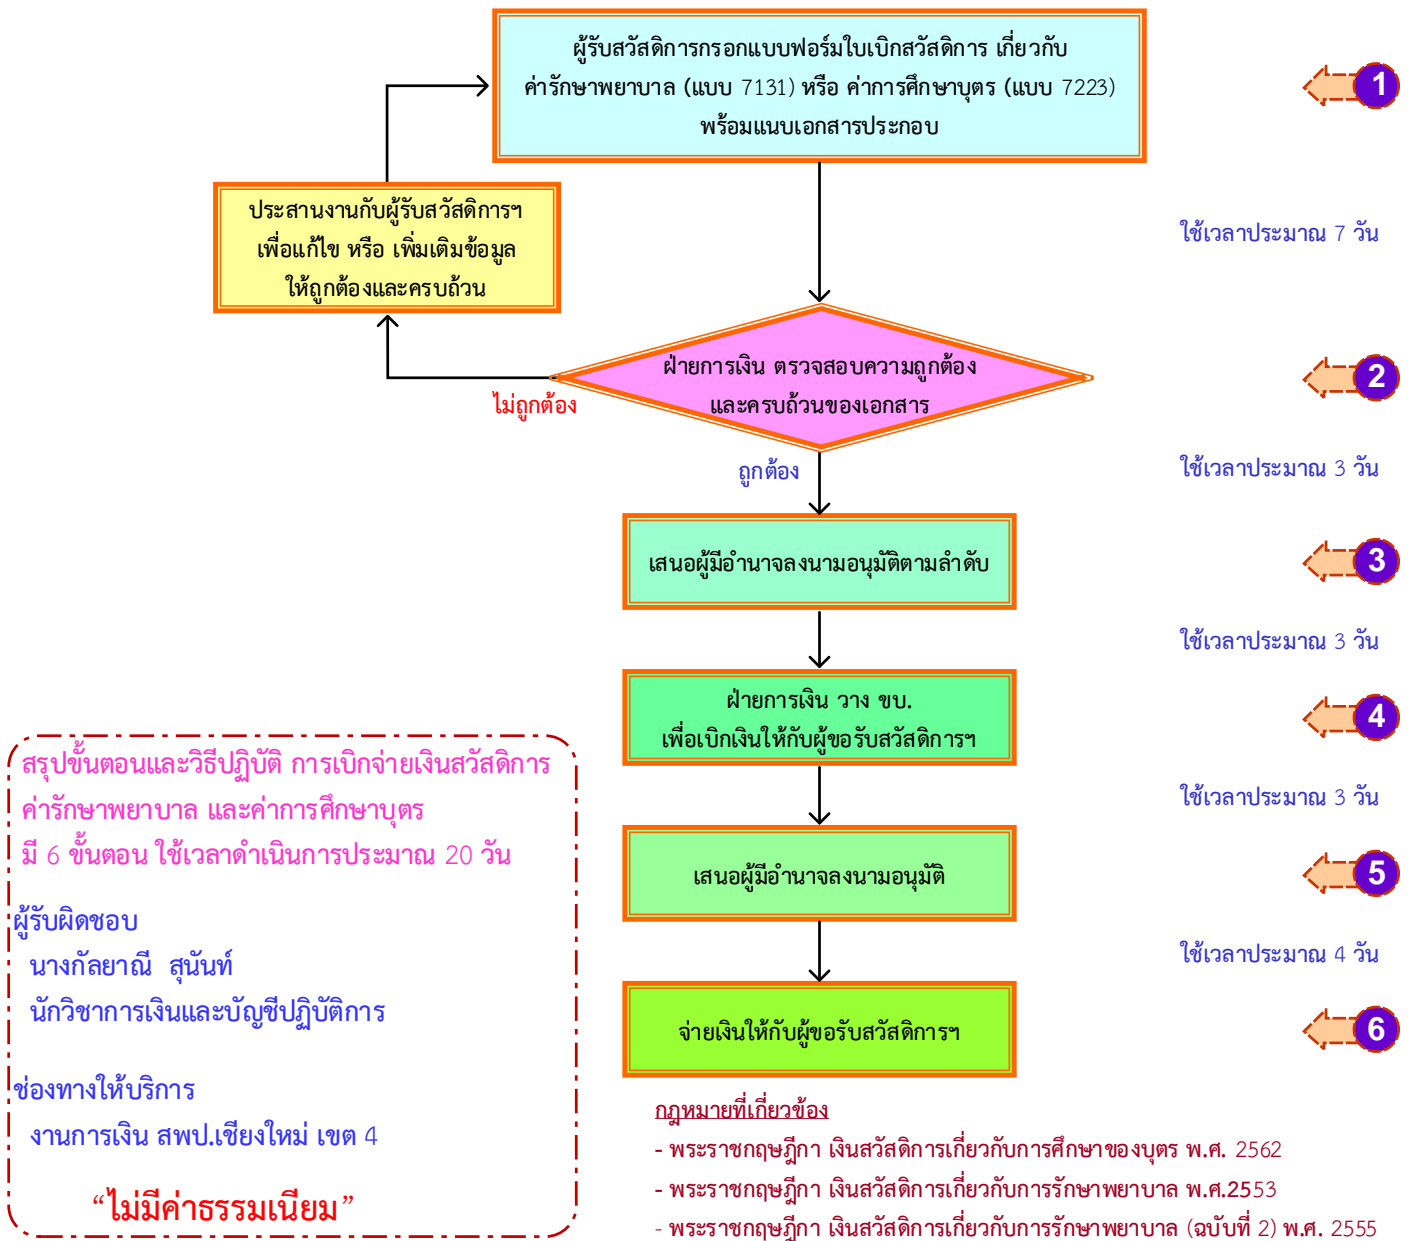 ผู้รับสวัสดิการกรอกแบบฟอร์มใบเบิกสวัสดิการ เกี่ยวกับ
ค่ารักษาพยาบาล (แบบ 7131) หรือ ค่าการศึกษาบุตร (แบบ 7223)
พร้อมแนบเอกสารประกอบ
1
ประสานงานกับผู้รับสวัสดิการฯ
เพื่อแก้ไข หรือ เพิ่มเติมข้อมูล
ให้ถูกต้องและครบถ้วน
ใช้เวลาประมาณ 7 วัน
ฝ่ายการเงิน ตรวจสอบความถูกต้อง
และครบถ้วนของเอกสาร
2
ไม่ถูกต้อง
ถูกต้อง
ใช้เวลาประมาณ 3 วัน
เสนอผู้มีอำนาจลงนามอนุมัติตามลำดับ
3
ใช้เวลาประมาณ 3 วัน
ฝ่ายการเงิน วาง ขบ.
เพื่อเบิกเงินให้กับผู้ขอรับสวัสดิการฯ
4
ใช้เวลาประมาณ 3 วัน
เสนอผู้มีอำนาจลงนามอนุมัติ
5
ใช้เวลาประมาณ 4 วัน
จ่ายเงินให้กับผู้ขอรับสวัสดิการฯ
6
สรุปขั้นตอนและวิธีปฏิบัติ การเบิกจ่ายเงินสวัสดิการ
ค่ารักษาพยาบาล และค่าการศึกษาบุตร
มี 6 ขั้นตอน ใช้เวลาดำเนินการประมาณ 20 วัน
ผู้รับผิดชอบ
นางกัลยาณี สุนันท์
นักวิชาการเงินและบัญชีปฏิบัติการ
ช่องทางให้บริการ
งานการเงิน สพป.เชียงใหม่ เขต 4
“ไม่มีค่าธรรมเนียม”
กฎหมายที่เกี่ยวข้อง
- พระราชกฤษฎีกา เงินสวัสดิการเกี่ยวกับการศึกษาของบุตร พ.ศ. 2562
- พระราชกฤษฎีกา เงินสวัสดิการเกี่ยวกับการรักษาพยาบาล พ.ศ.2553
- พระราชกฤษฎีกา เงินสวัสดิการเกี่ยวกับการรักษาพยาบาล (ฉบับที่ 2) พ.ศ. 2555